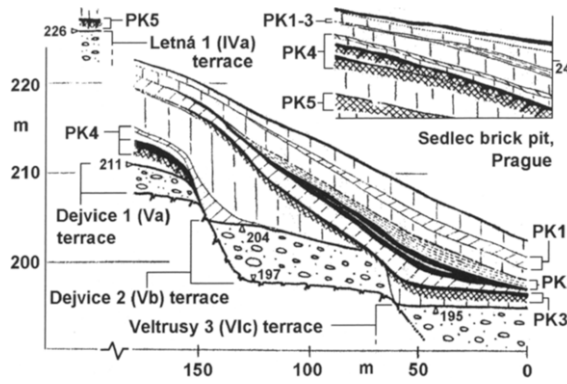 PK5
226
Letná 1 (IVa)
terrace
220
m
PK4
210
211
Dejvice 1 (Va)
terrace
200
204
197
Dejvice 2 (Vb) terrace
Veltrusy 3 (VIc) terrace
195
PK1
PK
PK3
150
100
m
50
0
PK1-3
PK4
PK5
24
Sedlec brick pit,
Prague